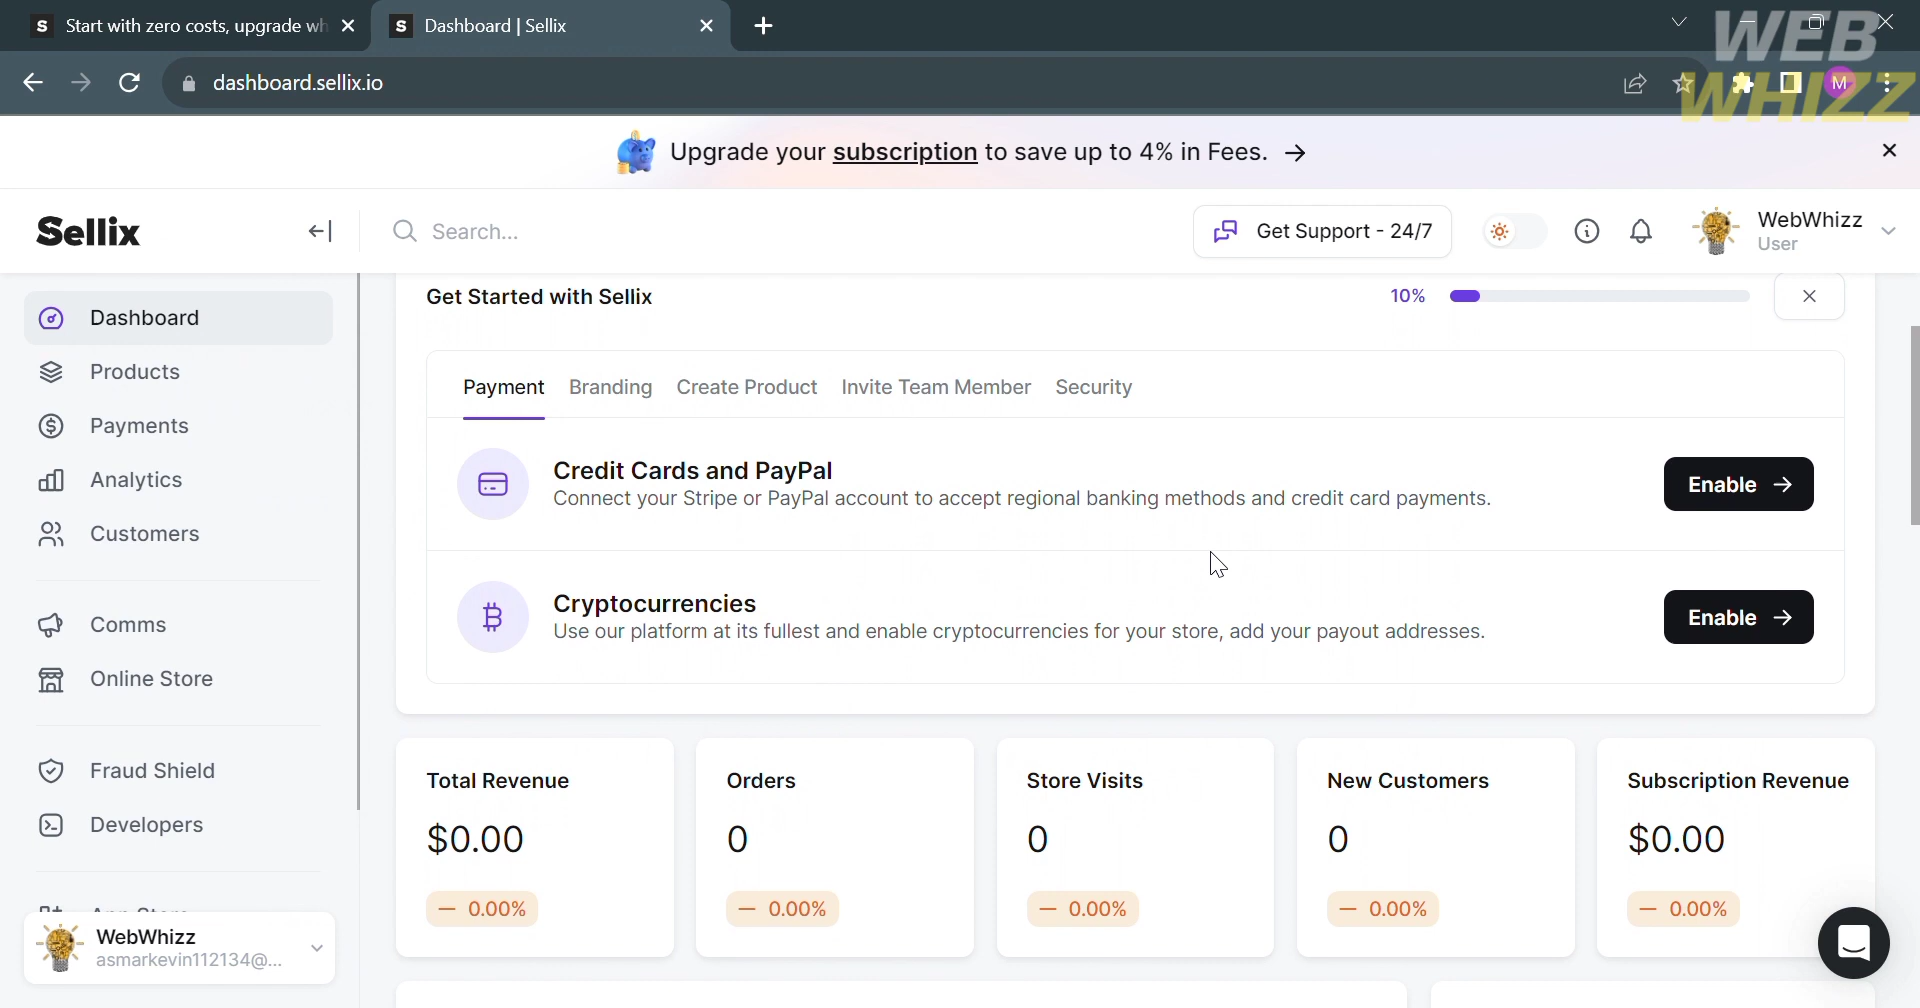 S Start with zero costs, upgrade wh
S Dashboard | Sellix
dashboard.sellix.io
M
WEB
WHIZZ
Upgrade your subscription to save up to 4% in Fees. →
Sellix
Search...
Get Support - 24/7
WebWhizz
User
Dashboard
Products
Payments
Analytics
Customers
Comms
Online Store
Fraud Shield
Developers
WebWhizz
asmarkevin112134@...
Get Started with Sellix
10%
Payment Branding Create Product Invite Team Member Security
Credit Cards and PayPal
Connect your Stripe or PayPal account to accept regional banking methods and credit card payments.
Enable →
Cryptocurrencies
Use our platform at its fullest and enable cryptocurrencies for your store, add your payout addresses.
Enable →
Total Revenue
$0.00
— 0.00%
Orders
0
— 0.00%
Store Visits
0
— 0.00%
New Customers
0
— 0.00%
Subscription Revenue
$0.00
— 0.00%